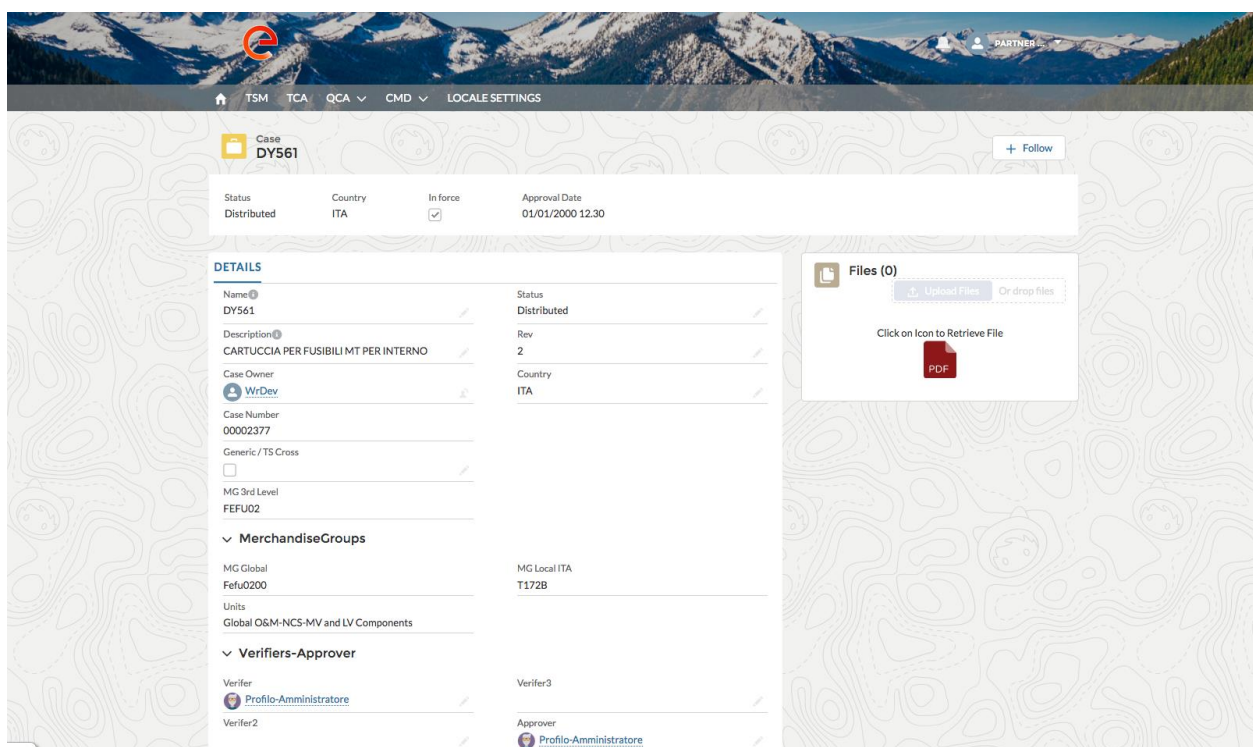 e
PARTNER ...
TSM TCA QCA CMD LOCALE SETTINGS
Case
DY561
+ Follow
Status Country In force Approval Date
Distributed ITA 01/01/2000 12.30
DETAILS
Files (0)
Upload Files Or drop files
Click on Icon to Retrieve File
PDF
Name Status
DY561 Distributed
Description Rev
CARTUCCIA PER FUSIBILI MT PER INTERNO 2
Case Owner Country
WrDev ITA
Case Number
00002377
Generic / TS Cross
MG 3rd Level
FEFU02
MerchandiseGroups
MG Global MG Local ITA
Fefu0200 T172B
Units
Global O&M-NCS-MV and LV Components
Verifiers-Approver
Verifer Verifer3
Profilo-Amministratore
Verifer2 Approver
Profilo-Amministratore